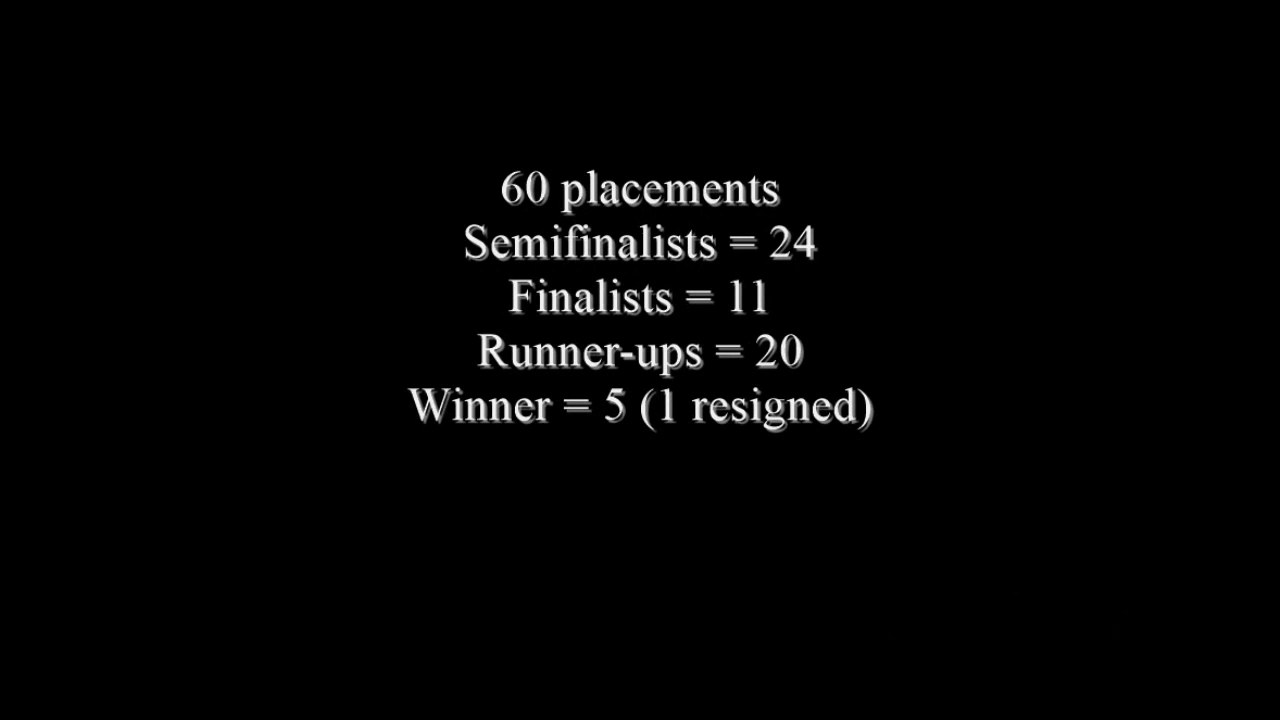 60 placements
Semifinalists = 24
Finalists = 11
Runner-ups = 20
Winner = 5 (1 resigned)